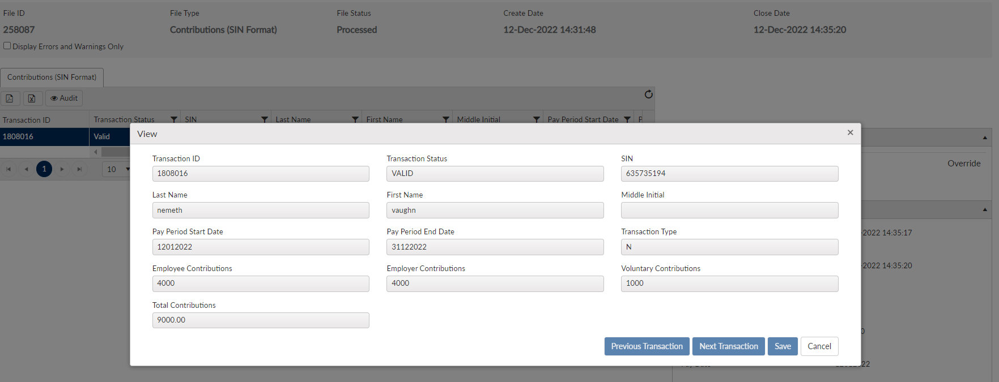 File ID File Type File Status Create Date Close Date
258087 Contributions (SIN Format) Processed 12-Dec-2022 14:31:48 12-Dec-2022 14:35:20
Display Errors and Warnings Only
Contributions (SIN Format)
Audit
Transaction ID Transaction Status SIN Last Name First Name Middle Initial Pay Period Start Date P
1808016 Valid
1 10
Override
-2022 14:35:17
-2022 14:35:20
View
Transaction ID Transaction Status SIN
1808016 VALID 635735194
Last Name First Name Middle Initial
nemeth vaughn
Pay Period Start Date Pay Period End Date Transaction Type
12012022 31122022 N
Employee Contributions Employer Contributions Voluntary Contributions
4000 4000 1000
Total Contributions
9000.00
Previous Transaction Next Transaction Save Cancel